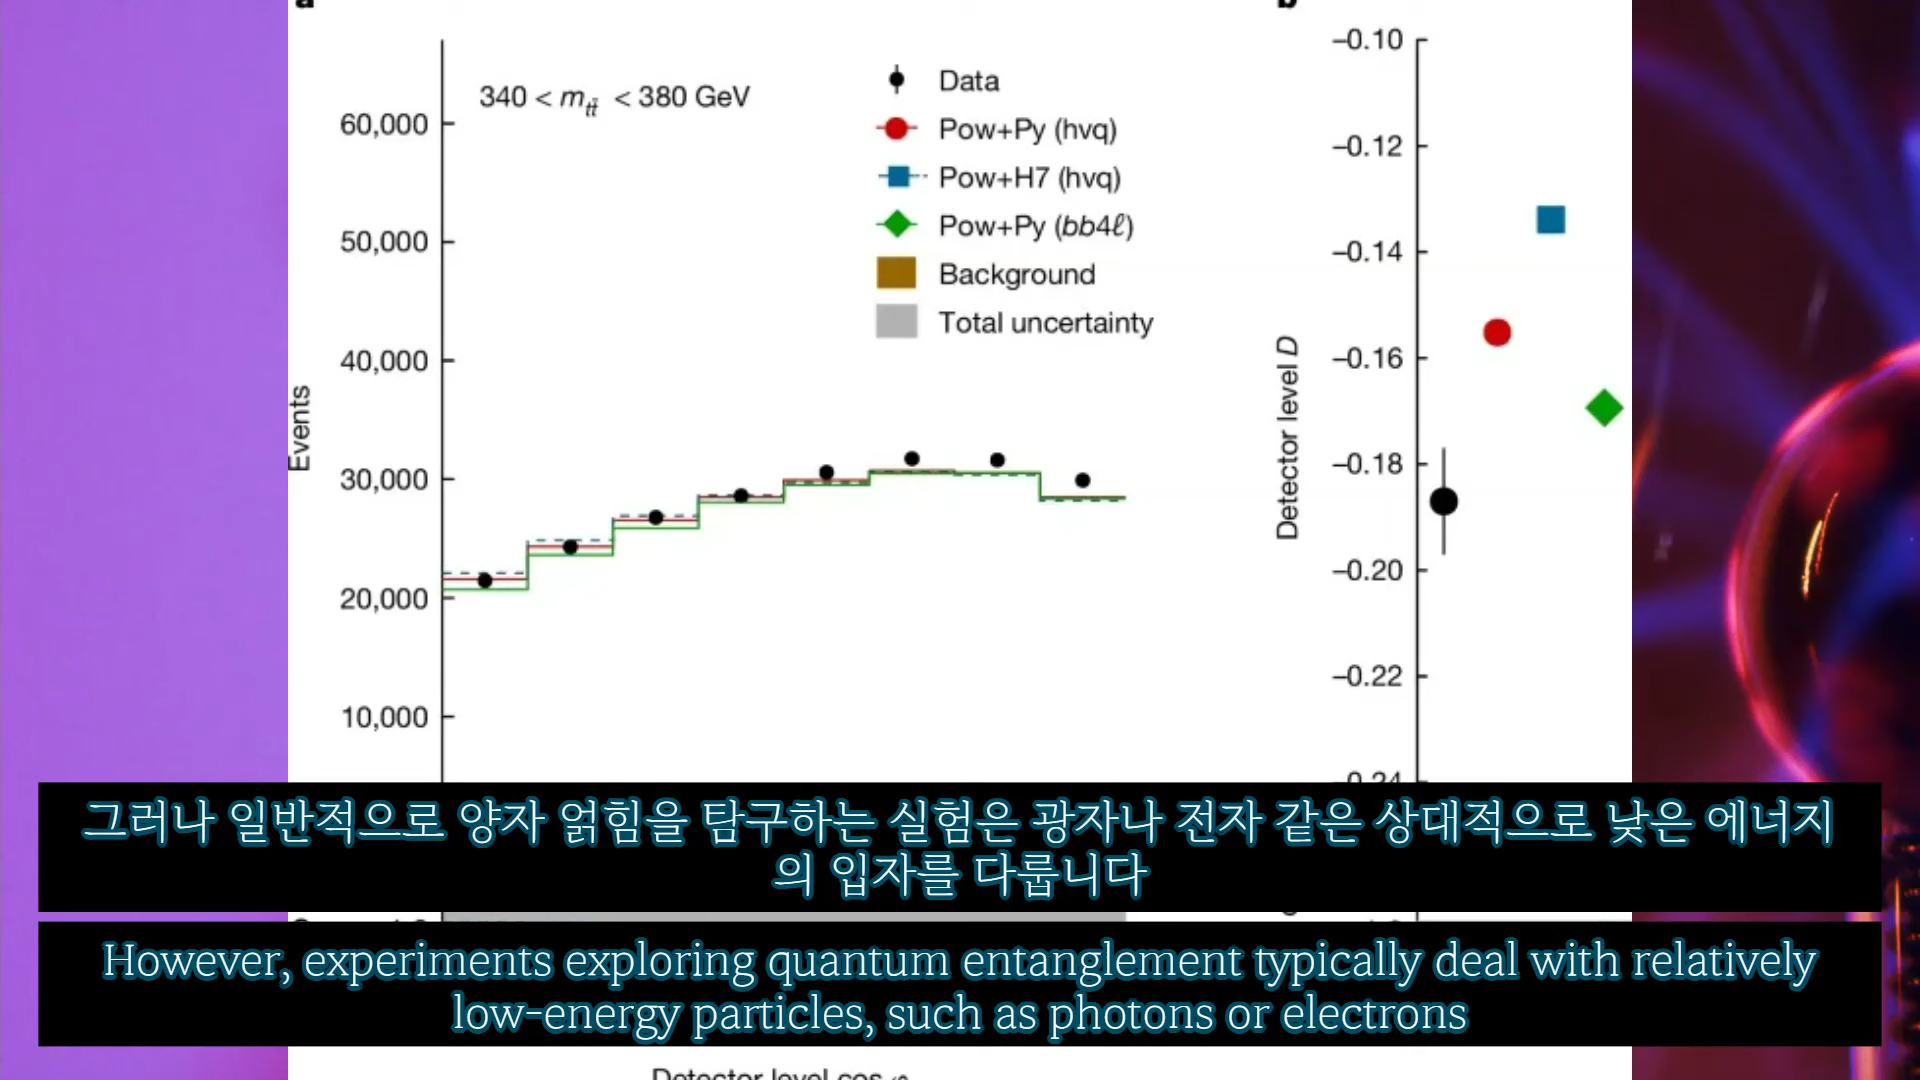 a
340 < m_tt̄ < 380 GeV
Data
Pow+Py (hvq)
Pow+H7 (hvq)
Pow+Py (bb4ℓ)
Background
Total uncertainty
60,000
50,000
40,000
30,000
20,000
10,000
Events
b
–0.10
–0.12
–0.14
–0.16
–0.18
–0.20
–0.22
–0.24
Detector level D
그러나 일반적으로 양자 얽힘을 탐구하는 실험은 광자나 전자 같은 상대적으로 낮은 에너지
의 입자를 다룹니다
However, experiments exploring quantum entanglement typically deal with relatively
low-energy particles, such as photons or electrons
Detector level cos φ